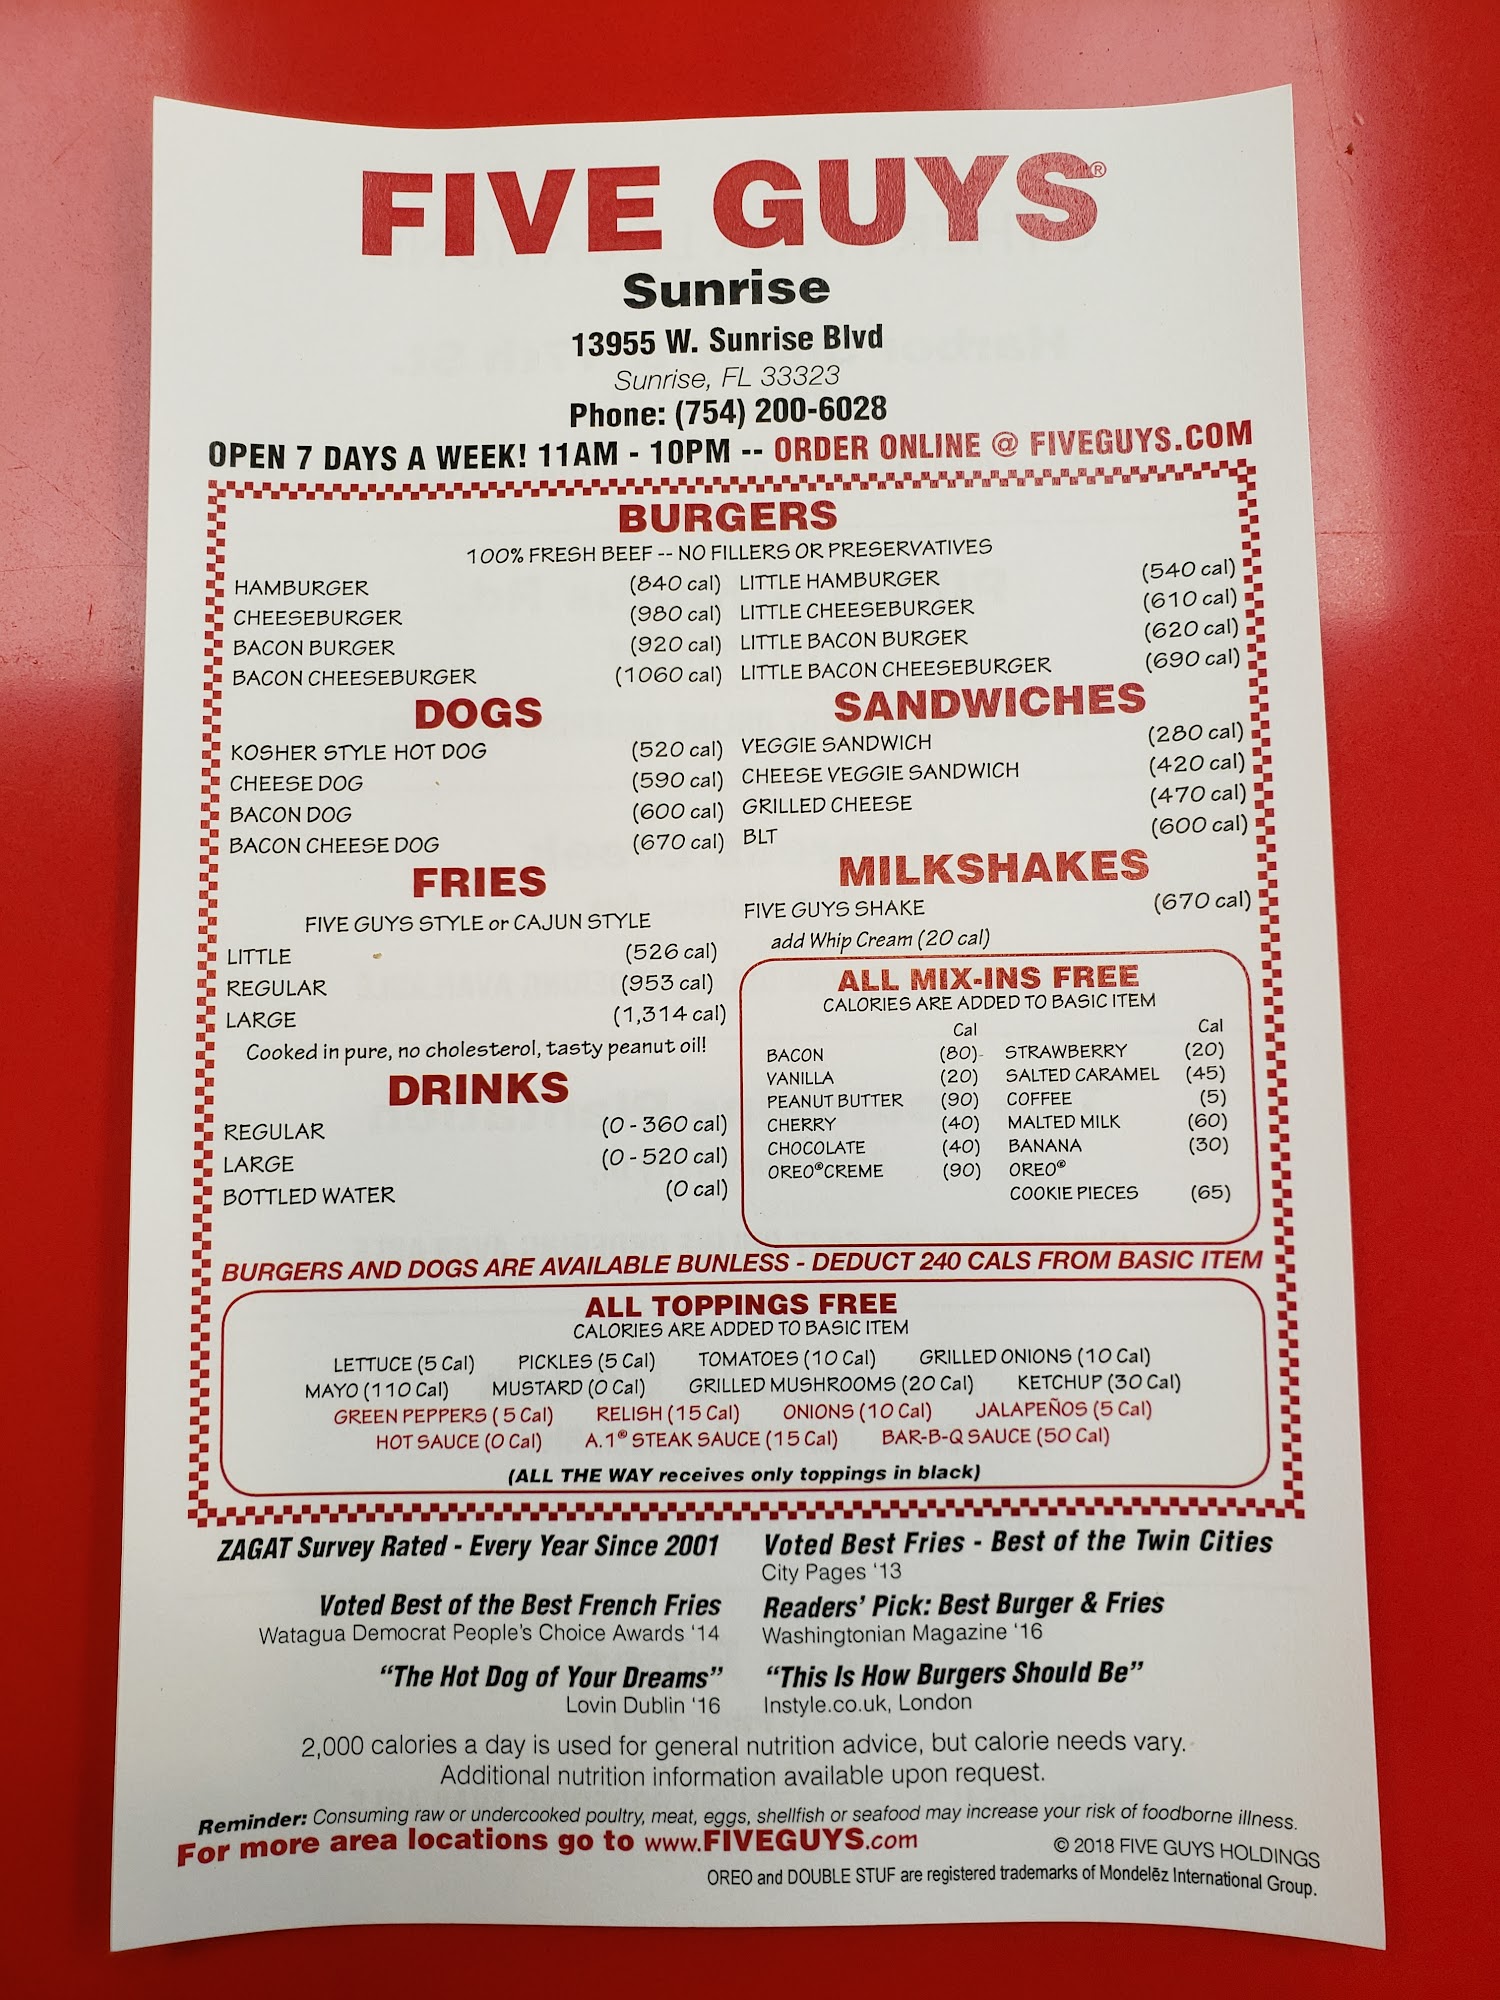 FIVE GUYS®
Sunrise
13955 W. Sunrise Blvd
Sunrise, FL 33323
Phone: (754) 200-6028
OPEN 7 DAYS A WEEK! 11AM - 10PM -- ORDER ONLINE @ FIVEGUYS.COM
BURGERS
100% FRESH BEEF -- NO FILLERS OR PRESERVATIVES
HAMBURGER (840 cal)
CHEESEBURGER (980 cal)
BACON BURGER (920 cal)
BACON CHEESEBURGER (1060 cal)
LITTLE HAMBURGER (540 cal)
LITTLE CHEESEBURGER (610 cal)
LITTLE BACON BURGER (620 cal)
LITTLE BACON CHEESEBURGER (690 cal)
DOGS
KOSHER STYLE HOT DOG (520 cal)
CHEESE DOG (590 cal)
BACON DOG (600 cal)
BACON CHEESE DOG (670 cal)
FRIES
FIVE GUYS STYLE or CAJUN STYLE
LITTLE (526 cal)
REGULAR (953 cal)
LARGE (1,314 cal)
Cooked in pure, no cholesterol, tasty peanut oil!
DRINKS
REGULAR (0 - 360 cal)
LARGE (0 - 520 cal)
BOTTLED WATER (0 cal)
SANDWICHES
VEGGIE SANDWICH (280 cal)
CHEESE VEGGIE SANDWICH (420 cal)
GRILLED CHEESE (470 cal)
BLT (600 cal)
MILKSHAKES
FIVE GUYS SHAKE (670 cal)
add Whip Cream (20 cal)
ALL MIX-INS FREE
CALORIES ARE ADDED TO BASIC ITEM
Cal
BACON (80)
VANILLA (20)
PEANUT BUTTER (90)
CHERRY (40)
CHOCOLATE (40)
OREO®CREME (90)
Cal
STRAWBERRY (20)
SALTED CARAMEL (45)
COFFEE (5)
MALTED MILK (60)
BANANA (30)
OREO®
COOKIE PIECES (65)
BURGERS AND DOGS ARE AVAILABLE BUNLESS - DEDUCT 240 CALS FROM BASIC ITEM
ALL TOPPINGS FREE
CALORIES ARE ADDED TO BASIC ITEM
LETTUCE (5 Cal) PICKLES (5 Cal) TOMATOES (10 Cal) GRILLED ONIONS (10 Cal)
MAYO (110 Cal) MUSTARD (0 Cal) GRILLED MUSHROOMS (20 Cal) KETCHUP (30 Cal)
GREEN PEPPERS ( 5 Cal) RELISH (15 Cal) ONIONS (10 Cal) JALAPEÑOS (5 Cal)
HOT SAUCE (0 Cal) A.1® STEAK SAUCE (15 Cal) BAR-B-Q SAUCE (50 Cal)
(ALL THE WAY receives only toppings in black)
ZAGAT Survey Rated - Every Year Since 2001
Voted Best Fries - Best of the Twin Cities
City Pages '13
Voted Best of the Best French Fries
Watagua Democrat People's Choice Awards '14
Readers' Pick: Best Burger & Fries
Washingtonian Magazine '16
"The Hot Dog of Your Dreams"
Lovin Dublin '16
"This Is How Burgers Should Be"
Instyle.co.uk, London
2,000 calories a day is used for general nutrition advice, but calorie needs vary.
Additional nutrition information available upon request.
Reminder: Consuming raw or undercooked poultry, meat, eggs, shellfish or seafood may increase your risk of foodborne illness.
For more area locations go to www.FIVEGUYS.com
© 2018 FIVE GUYS HOLDINGS
OREO and DOUBLE STUF are registered trademarks of Mondelēz International Group.